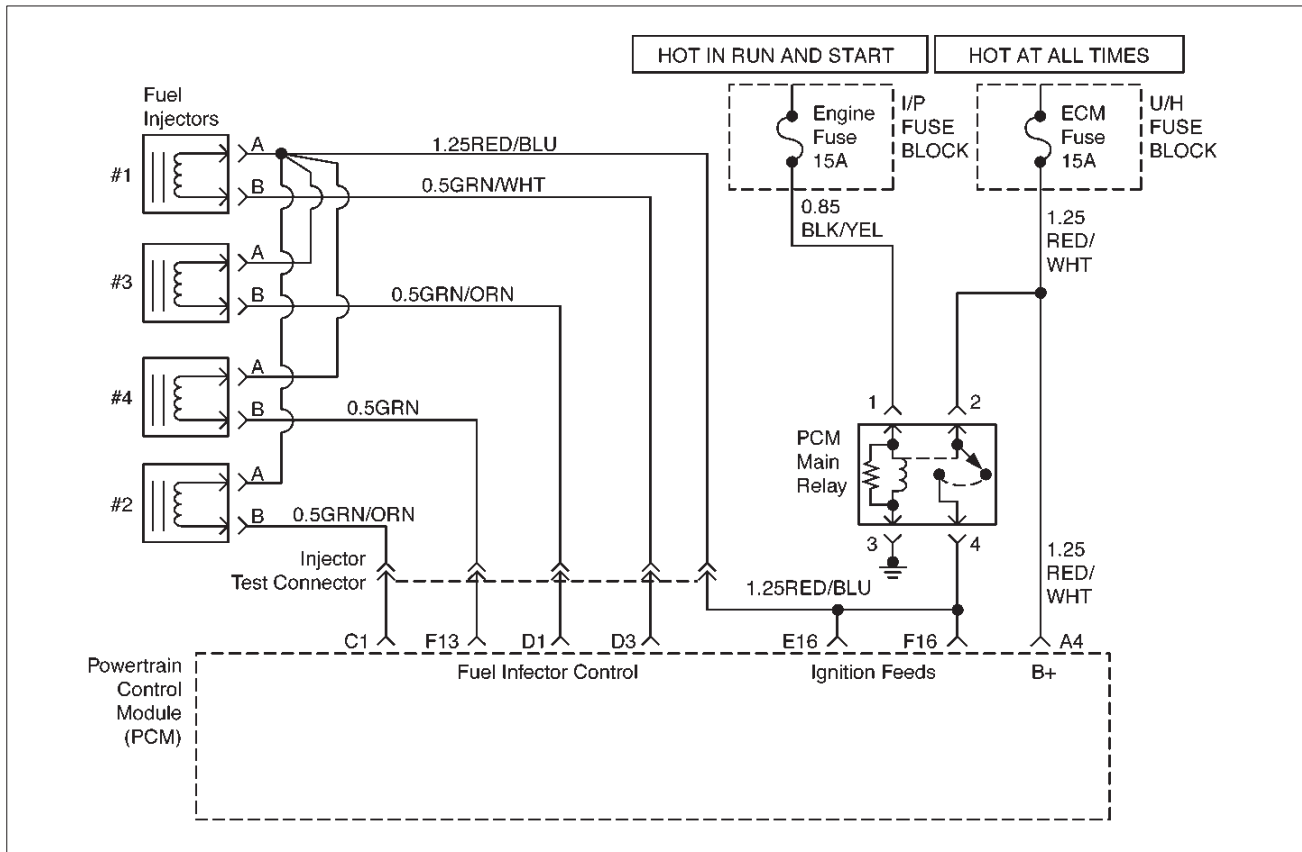 HOT IN RUN AND START
HOT AT ALL TIMES
Fuel
Injectors
Engine
Fuse
15A
I/P
FUSE
BLOCK
ECM
Fuse
15A
U/H
FUSE
BLOCK
A
1.25RED/BLU
#1
B
0.5GRN/WHT
0.85
BLK/YEL
1.25
RED/
WHT
A
#3
B
0.5GRN/ORN
A
#4
B
0.5GRN
1
2
PCM
Main
Relay
A
#2
B
0.5GRN/ORN
3
4
Injector
Test Connector
1.25RED/BLU
1.25
RED/
WHT
C1
F13
D1
D3
E16
F16
A4
Powertrain
Control
Module
(PCM)
Fuel Infector Control
Ignition Feeds
B+